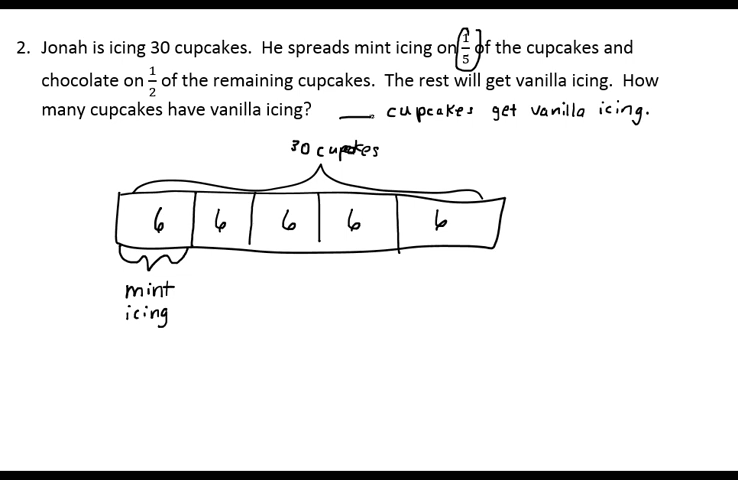 2. Jonah is icing 30 cupcakes. He spreads mint icing on 1/5 of the cupcakes and
chocolate on 1/2 of the remaining cupcakes. The rest will get vanilla icing. How
many cupcakes have vanilla icing? __. cupcakes get vanilla icing.
30
6 6 6 6 6
mint
icing